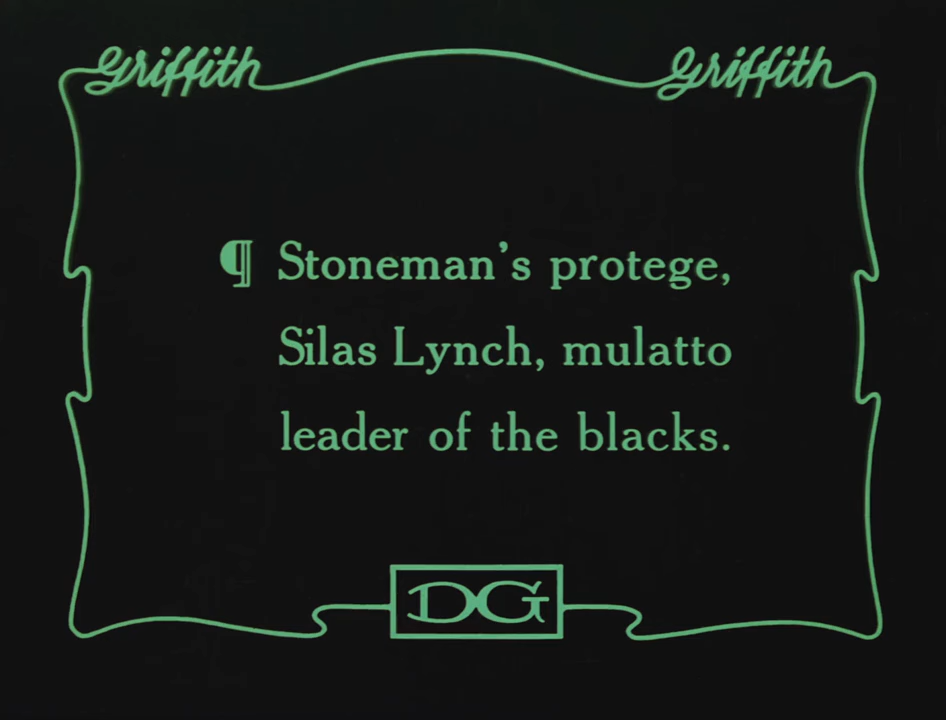 Griffith Griffith
¶ Stoneman's protege,
Silas Lynch, mulatto
leader of the blacks.
DG